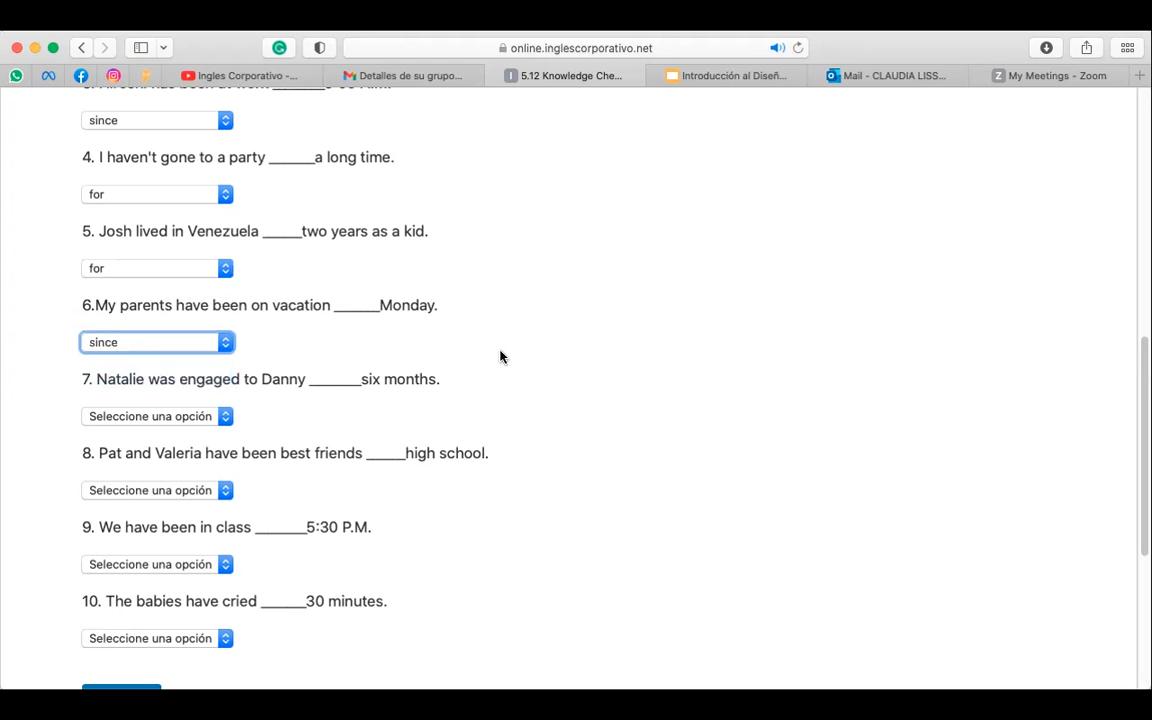 online.inglescorporativo.net
Ingles Corporativo -...
Detalles de su grupo...
5.12 Knowledge Che...
Introducción al Diseñ...
Mail - CLAUDIA LISS...
My Meetings - Zoom
since
4. I haven't gone to a party ______a long time.
for
5. Josh lived in Venezuela _____two years as a kid.
for
6.My parents have been on vacation ______Monday.
since
7. Natalie was engaged to Danny _______six months.
Seleccione una opción
8. Pat and Valeria have been best friends _____high school.
Seleccione una opción
9. We have been in class _______5:30 P.M.
Seleccione una opción
10. The babies have cried ______30 minutes.
Seleccione una opción